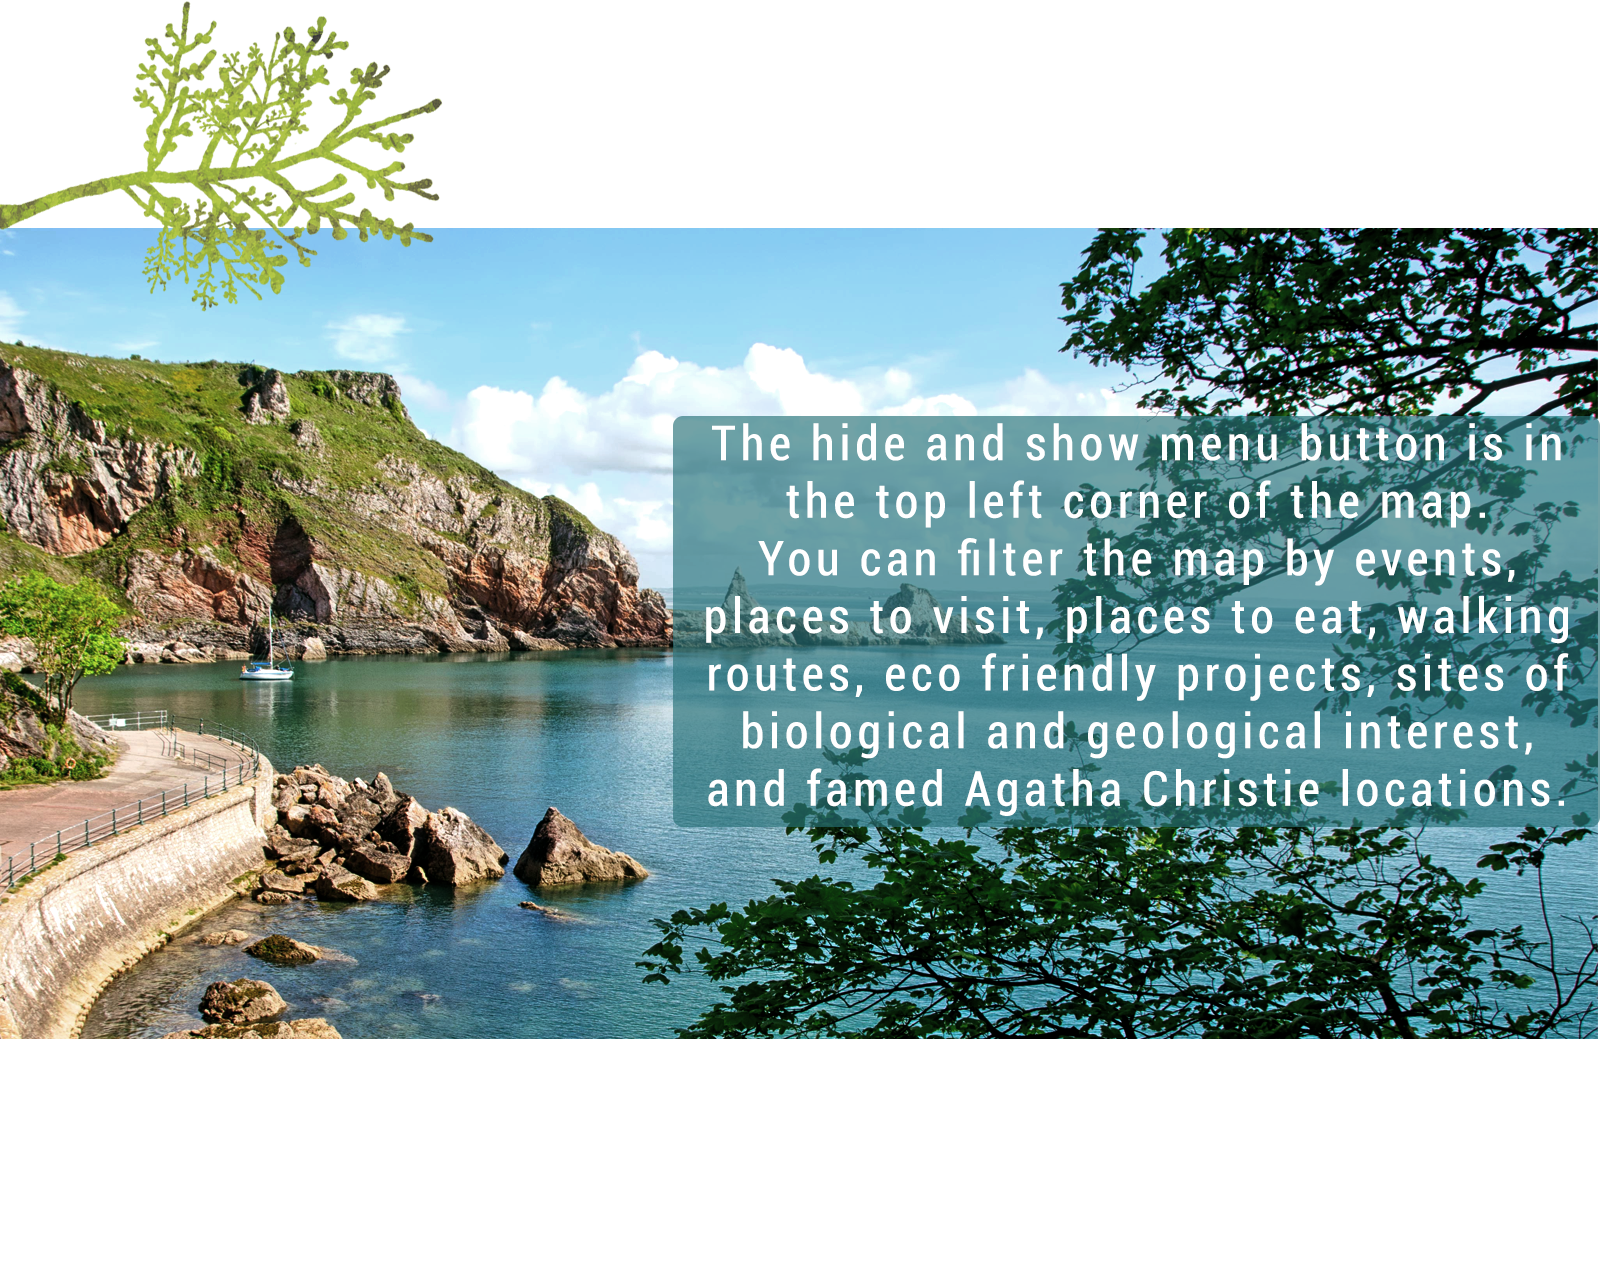 The hide and show menu button is in
the top left corner of the map.
You can filter the map by events,
places to visit, places to eat, walking
routes, eco friendly projects, sites of
biological and geological interest,
and famed Agatha Christie locations.